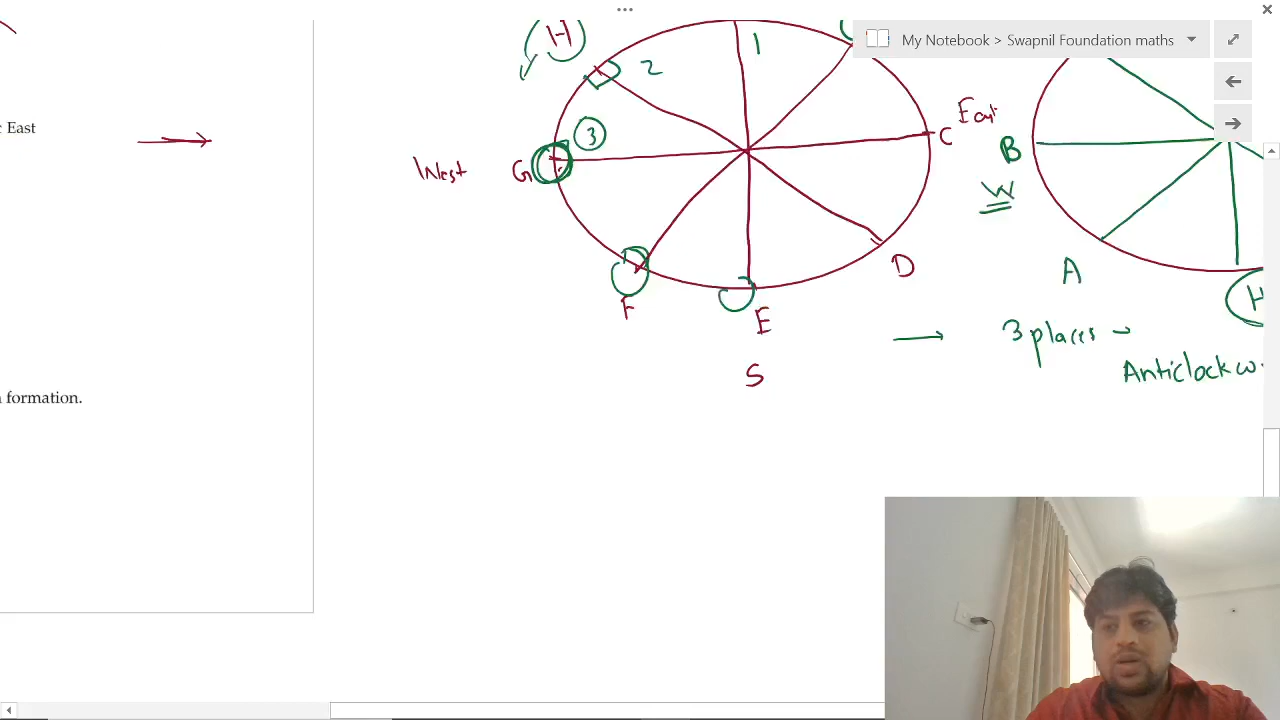 My Notebook > Swapnil Foundation maths
H
1
2
East
East
3
C
B
West
G
W
D
A
F
E
H
3 places
Anticlockw
S
formation.